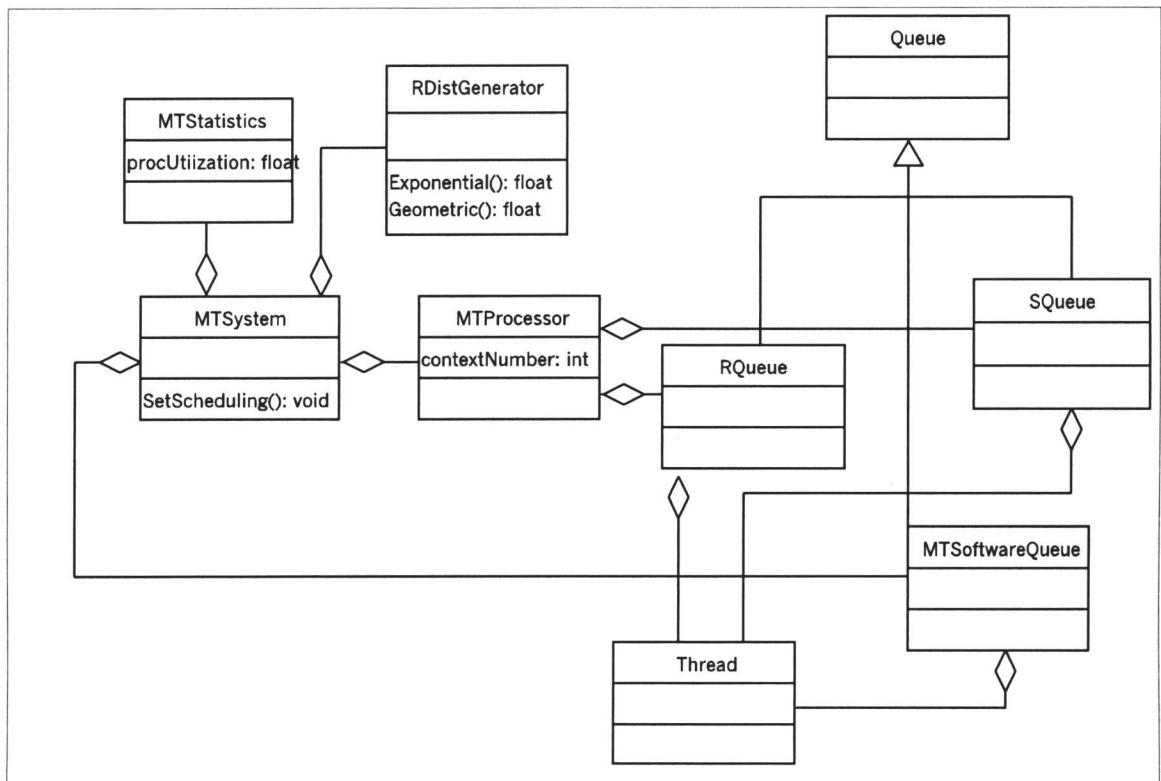 Queue
RDistGenerator
Exponential(): float
Geometric(): float
MTStatistics
procUtiization: float
MTSystem
SetScheduling(): void
MTProcessor
contextNumber: int
SQueue
RQueue
MTSoftwareQueue
Thread